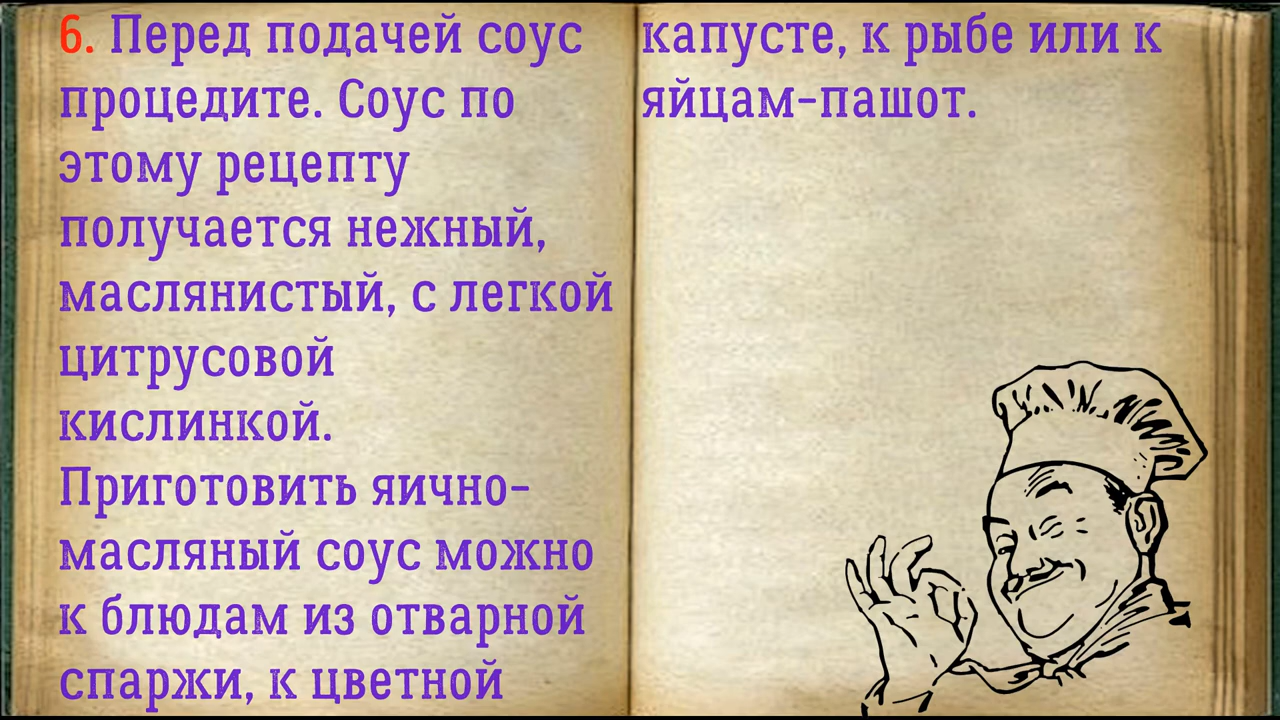 6. Перед подачей соус
процедите. Соус по
этому рецепту
получается нежный,
маслянистый, с легкой
цитрусовой
кислинкой.
Приготовить яично-
масляный соус можно
к блюдам из отварной
спаржи, к цветной
капусте, к рыбе или к
яйцам-пашот.